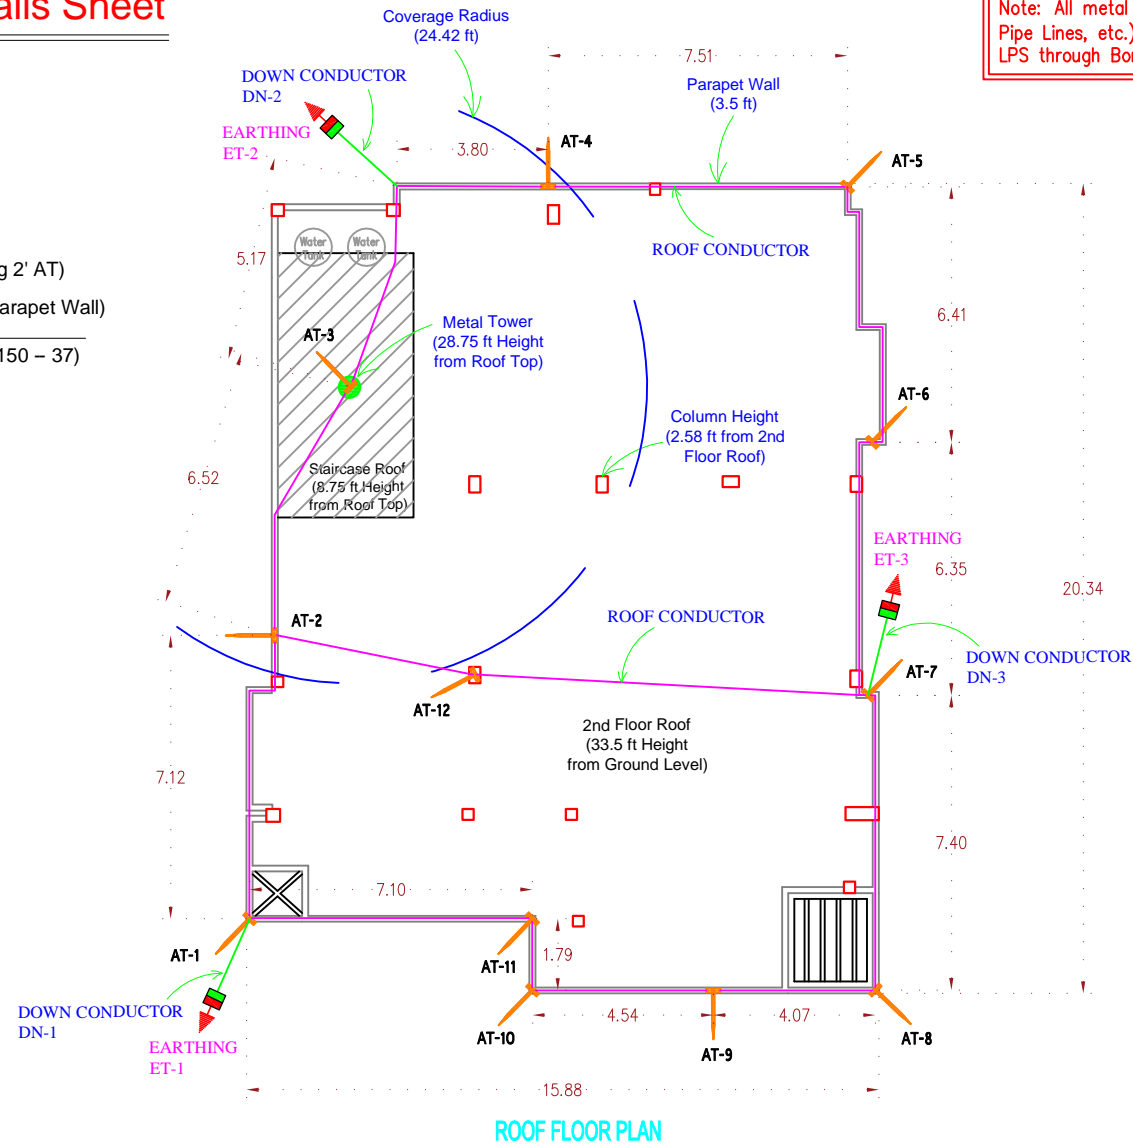 alls Sheet
Note: All metal
Pipe Lines, etc.)
LPS through Bo
g 2' AT)
arapet Wall)
150 – 37)
Coverage Radius
(24.42 ft)
7.51
DOWN CONDUCTOR
DN-2
Parapet Wall
(3.5 ft)
EARTHING
ET-2
3.80
AT-4
AT-5
ROOF CONDUCTOR
Water
Tank
Water
Tank
5.17
6.41
AT-3
Metal Tower
(28.75 ft Height
from Roof Top)
AT-6
Column Height
(2.58 ft from 2nd
Floor Roof)
Staircase Roof
(8.75 ft Height
from Roof Top)
6.52
EARTHING
ET-3
6.35
20.34
AT-2
ROOF CONDUCTOR
DOWN CONDUCTOR
DN-3
AT-7
AT-12
2nd Floor Roof
(33.5 ft Height
from Ground Level)
7.12
7.40
7.10
AT-1
AT-11
1.79
DOWN CONDUCTOR
DN-1
4.54
4.07
AT-10
AT-9
AT-8
EARTHING
ET-1
15.88
ROOF FLOOR PLAN